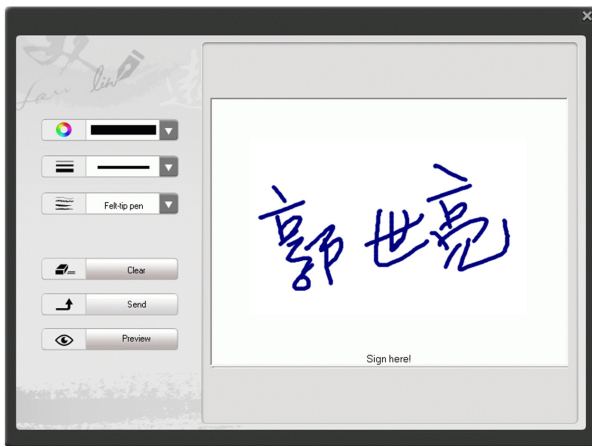 Felt-tip pen
Clear
Send
Preview
郭世亮
Sign here!